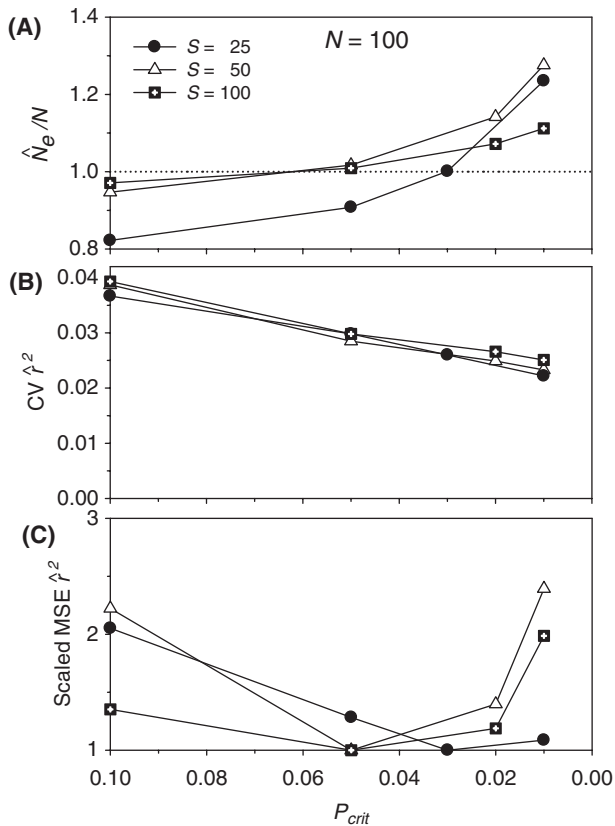 (A)
N = 100
S = 25
S = 50
S = 100
N̂e/N
1.4
1.2
1.0
0.8
(B)
CV r̂²
0.04
0.03
0.02
0.01
0.00
(C)
Scaled MSE r̂²
3
2
1
0.10 0.08 0.06 0.04 0.02 0.00
Pcrit